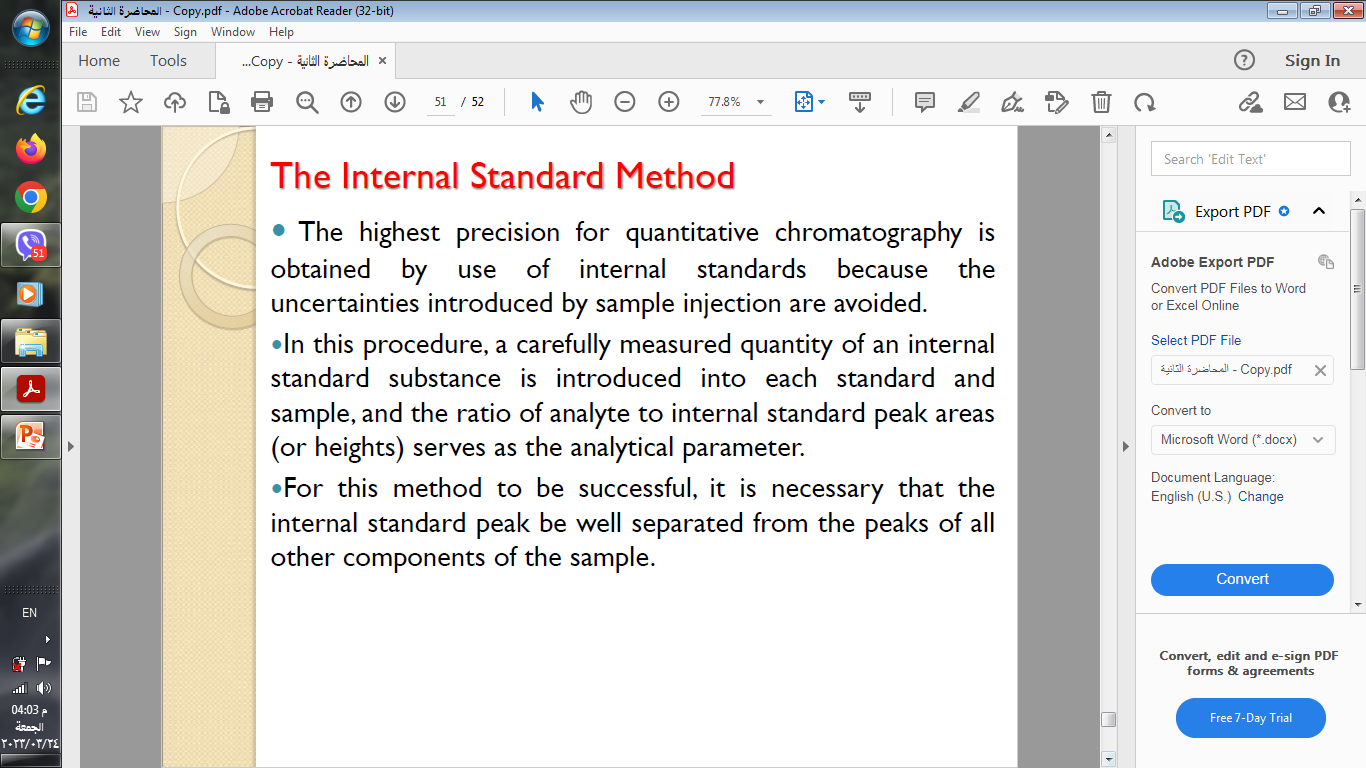 المحاضرة الثانية - Copy.pdf - Adobe Acrobat Reader (32-bit)
File Edit View Sign Window Help
Home Tools المحاضرة الثانية - Copy... × ? Sign In
51 / 52 77.8%
The Internal Standard Method
• The highest precision for quantitative chromatography is
obtained by use of internal standards because the
uncertainties introduced by sample injection are avoided.
•In this procedure, a carefully measured quantity of an internal
standard substance is introduced into each standard and
sample, and the ratio of analyte to internal standard peak areas
(or heights) serves as the analytical parameter.
•For this method to be successful, it is necessary that the
internal standard peak be well separated from the peaks of all
other components of the sample.
Search 'Edit Text'
Export PDF
Adobe Export PDF
Convert PDF Files to Word
or Excel Online
Select PDF File
المحاضرة الثانية - Copy.pdf
Convert to
Microsoft Word (*.docx)
Document Language:
English (U.S.) Change
Convert
Convert, edit and e-sign PDF
forms & agreements
Free 7-Day Trial
51
EN
04:03 م
الجمعة
٢٠٢٣/٠٣/٢٤